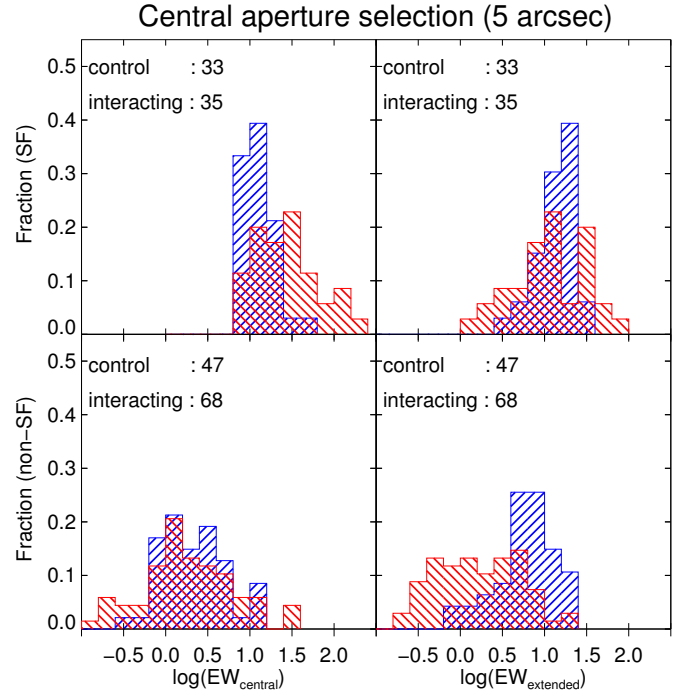 Central aperture selection (5 arcsec)
0.5
0.4
0.3
0.2
0.1
0.0
Fraction (SF)
control : 33
interacting : 35
control : 33
interacting : 35
0.5
0.4
0.3
0.2
0.1
0.0
Fraction (non−SF)
control : 47
interacting : 68
control : 47
interacting : 68
−0.5 0.0 0.5 1.0 1.5 2.0
log(EWcentral)
−0.5 0.0 0.5 1.0 1.5 2.0
log(EWextended)